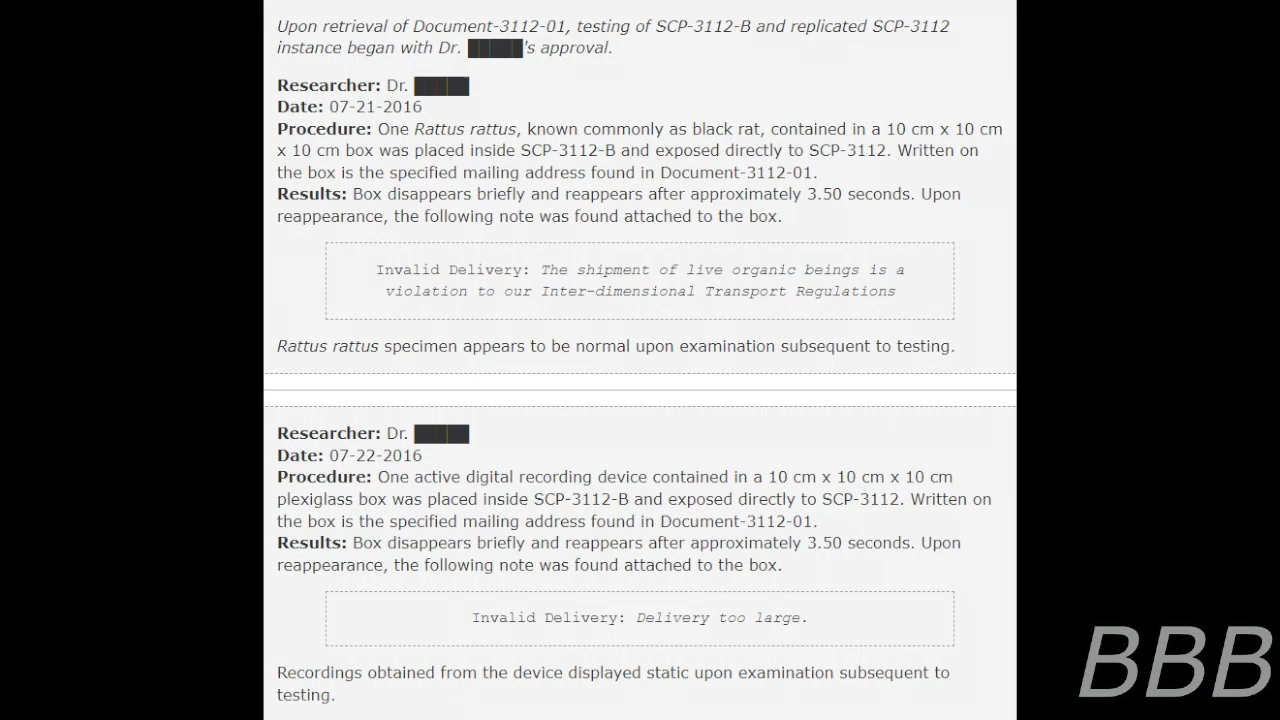 Upon retrieval of Document-3112-01, testing of SCP-3112-B and replicated SCP-3112
instance began with Dr. █████'s approval.
Researcher: Dr. █████
Date: 07-21-2016
Procedure: One Rattus rattus, known commonly as black rat, contained in a 10 cm x 10 cm
x 10 cm box was placed inside SCP-3112-B and exposed directly to SCP-3112. Written on
the box is the specified mailing address found in Document-3112-01.
Results: Box disappears briefly and reappears after approximately 3.50 seconds. Upon
reappearance, the following note was found attached to the box.
Invalid Delivery: The shipment of live organic beings is a
violation to our Inter-dimensional Transport Regulations
Rattus rattus specimen appears to be normal upon examination subsequent to testing.
Researcher: Dr. █████
Date: 07-22-2016
Procedure: One active digital recording device contained in a 10 cm x 10 cm x 10 cm
plexiglass box was placed inside SCP-3112-B and exposed directly to SCP-3112. Written on
the box is the specified mailing address found in Document-3112-01.
Results: Box disappears briefly and reappears after approximately 3.50 seconds. Upon
reappearance, the following note was found attached to the box.
Invalid Delivery: Delivery too large.
Recordings obtained from the device displayed static upon examination subsequent to
testing.
BBB